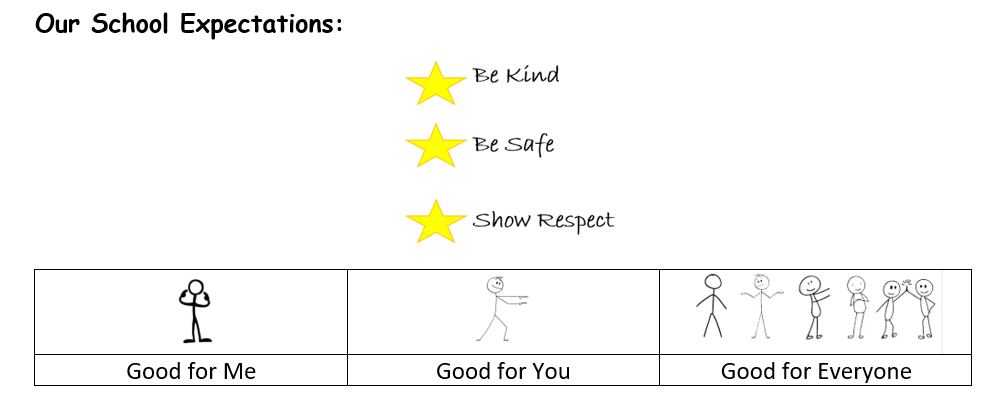 Our School Expectations:
Be Kind
Be Safe
Show Respect
Good for Me
Good for You
Good for Everyone